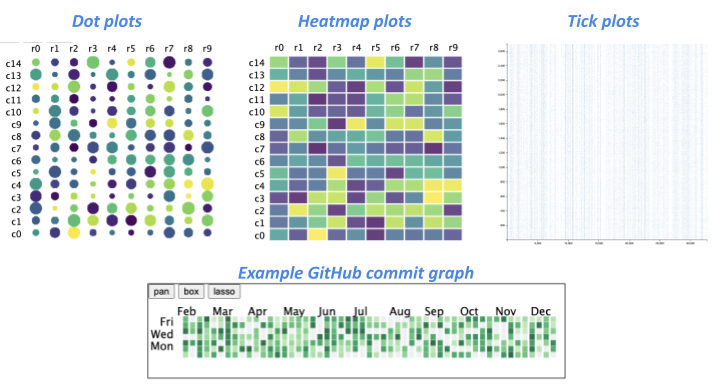 Dot plots
Heatmap plots
Tick plots
r0 r1 r2 r3 r4 r5 r6 r7 r8 r9
c14
c13
c12
c11
c10
c9
c8
c7
c6
c5
c4
c3
c2
c1
c0
r0 r1 r2 r3 r4 r5 r6 r7 r8 r9
c14
c13
c12
c11
c10
c9
c8
c7
c6
c5
c4
c3
c2
c1
c0
Example GitHub commit graph
pan box lasso
Feb Mar Apr May Jun Jul Aug Sep Oct Nov Dec
Fri
Wed
Mon